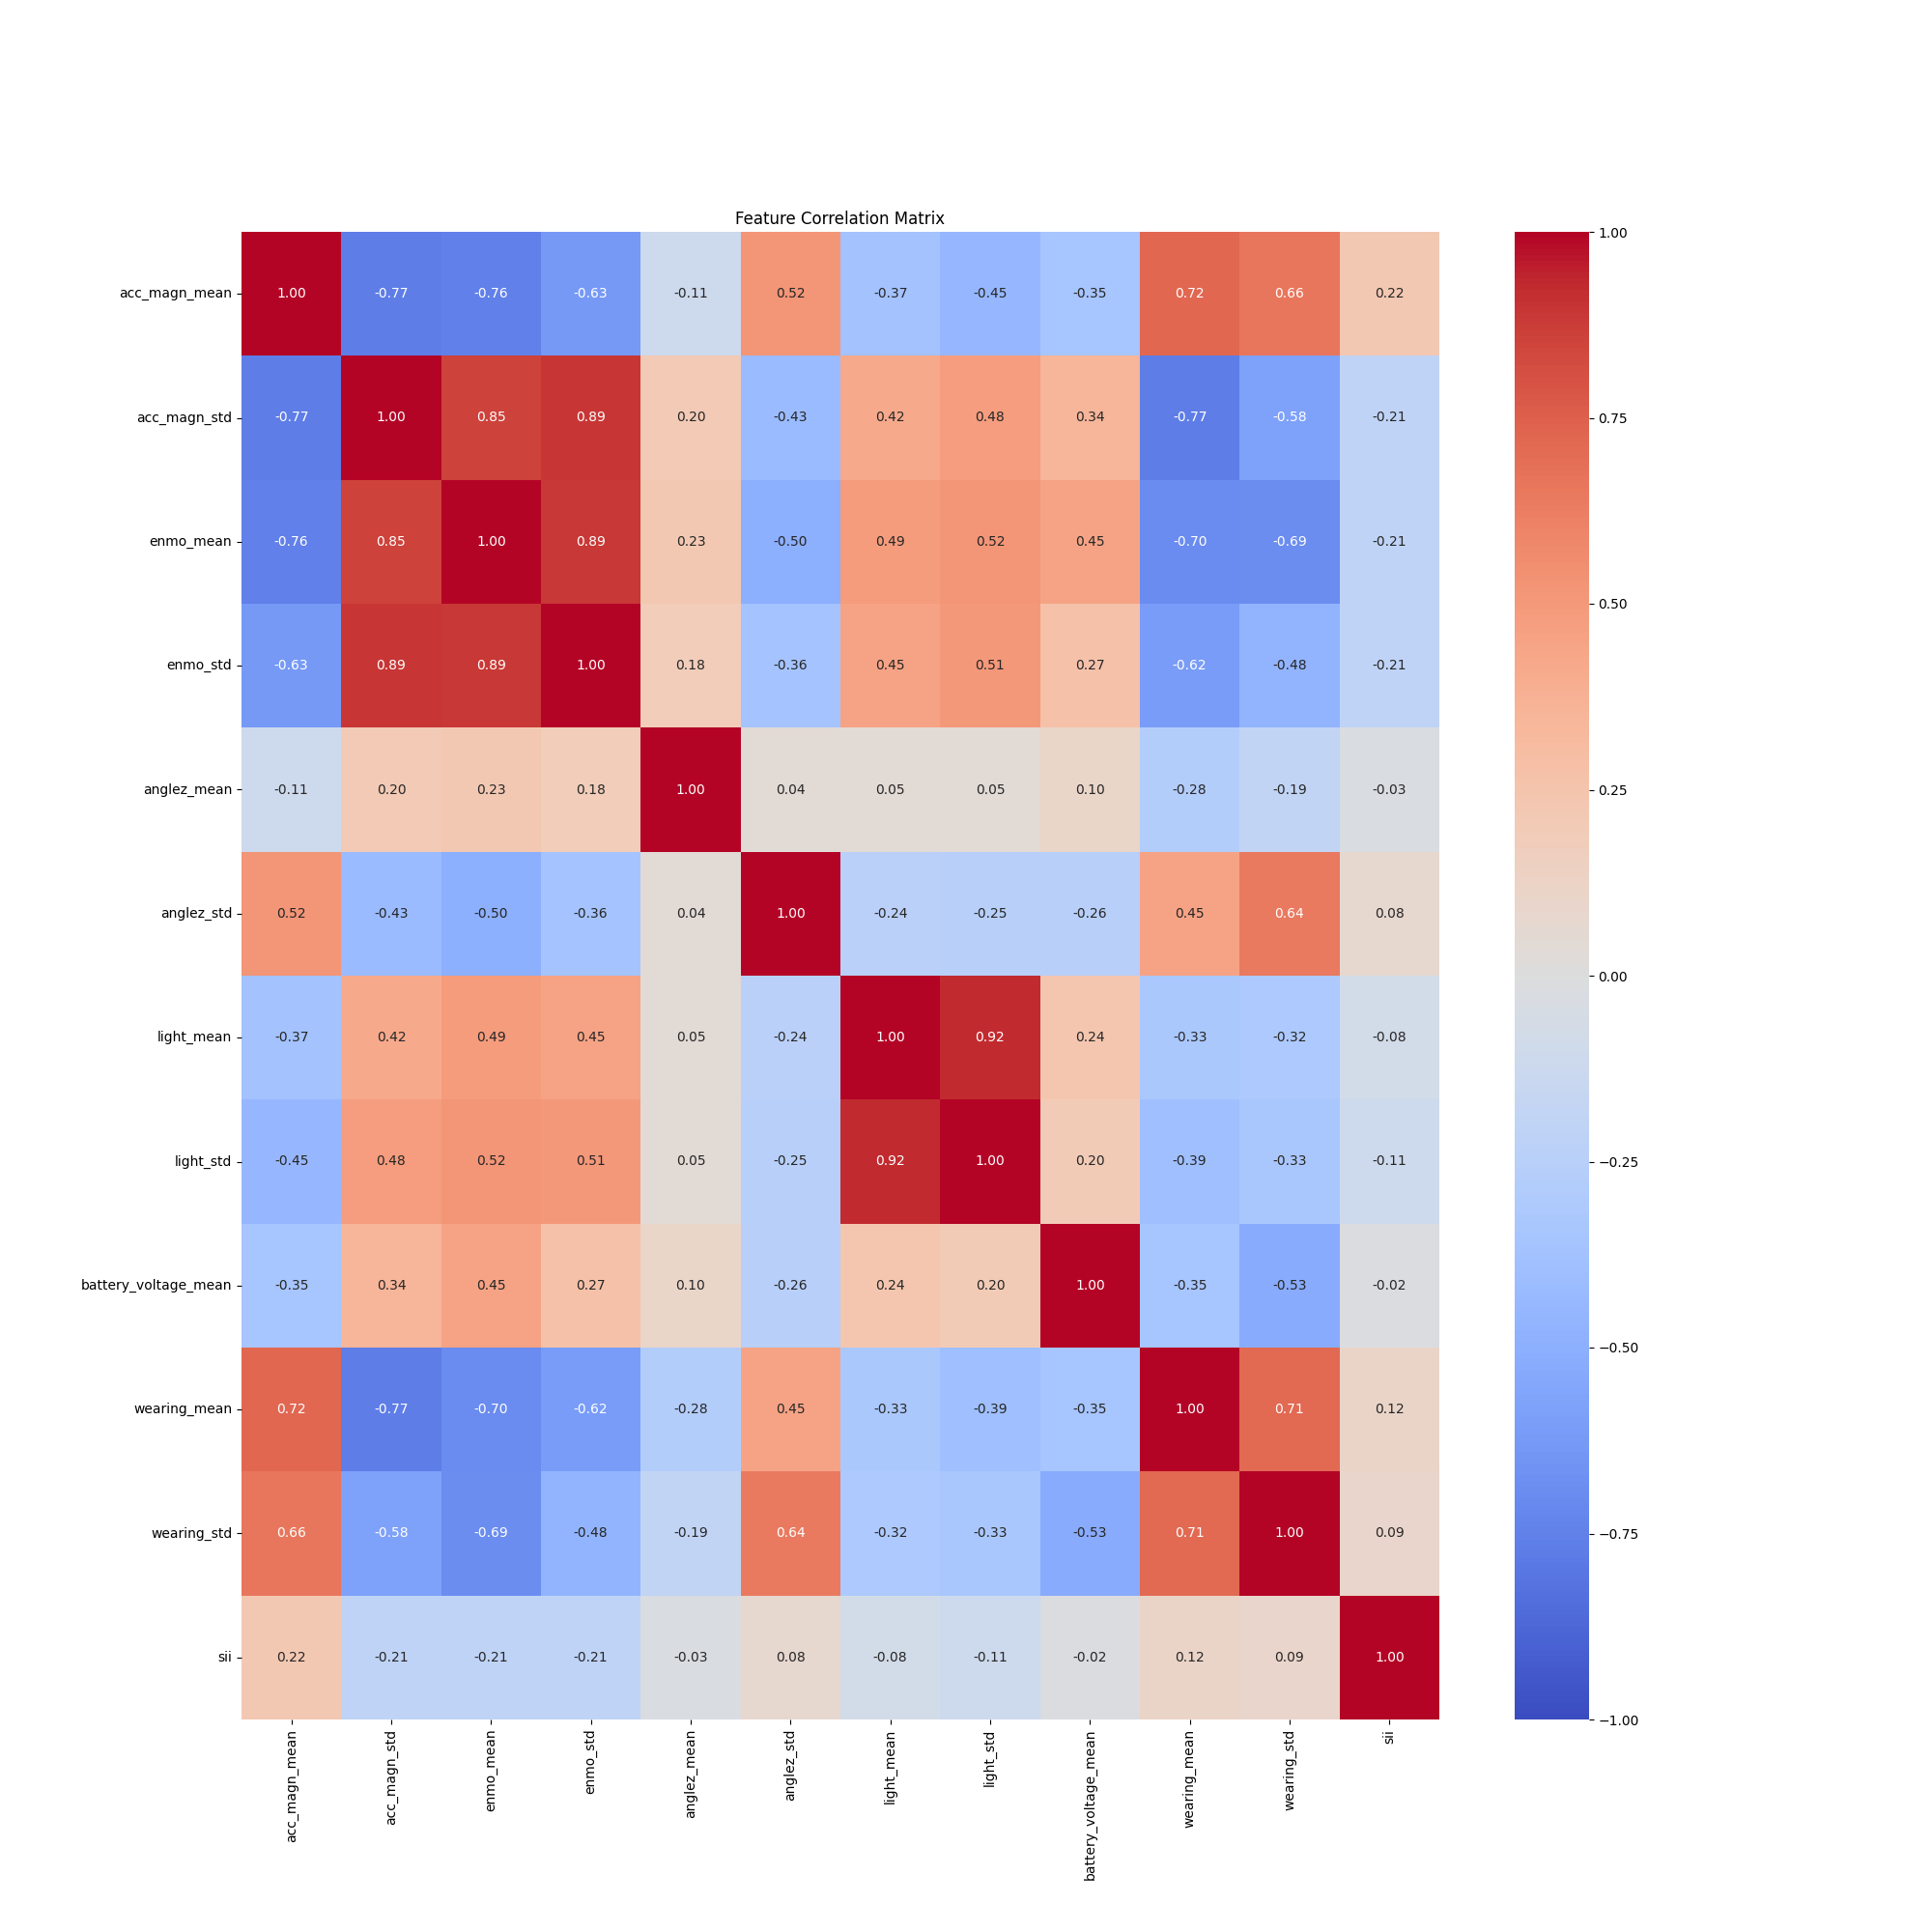 Feature Correlation Matrix
acc_magn_mean 1.00 -0.77 -0.76 -0.63 -0.11 0.52 -0.37 -0.45 -0.35 0.72 0.66 0.22
acc_magn_std -0.77 1.00 0.85 0.89 0.20 -0.43 0.42 0.48 0.34 -0.77 -0.58 -0.21
enmo_mean -0.76 0.85 1.00 0.89 0.23 -0.50 0.49 0.52 0.45 -0.70 -0.69 -0.21
enmo_std -0.63 0.89 0.89 1.00 0.18 -0.36 0.45 0.51 0.27 -0.62 -0.48 -0.21
anglez_mean -0.11 0.20 0.23 0.18 1.00 0.04 0.05 0.05 0.10 -0.28 -0.19 -0.03
anglez_std 0.52 -0.43 -0.50 -0.36 0.04 1.00 -0.24 -0.25 -0.26 0.45 0.64 0.08
light_mean -0.37 0.42 0.49 0.45 0.05 -0.24 1.00 0.92 0.24 -0.33 -0.32 -0.08
light_std -0.45 0.48 0.52 0.51 0.05 -0.25 0.92 1.00 0.20 -0.39 -0.33 -0.11
battery_voltage_mean -0.35 0.34 0.45 0.27 0.10 -0.26 0.24 0.20 1.00 -0.35 -0.53 -0.02
wearing_mean 0.72 -0.77 -0.70 -0.62 -0.28 0.45 -0.33 -0.39 -0.35 1.00 0.71 0.12
wearing_std 0.66 -0.58 -0.69 -0.48 -0.19 0.64 -0.32 -0.33 -0.53 0.71 1.00 0.09
sii 0.22 -0.21 -0.21 -0.21 -0.03 0.08 -0.08 -0.11 -0.02 0.12 0.09 1.00
acc_magn_mean
acc_magn_std
enmo_mean
enmo_std
anglez_mean
anglez_std
light_mean
light_std
battery_voltage_mean
wearing_mean
wearing_std
sii
1.00
0.75
0.50
0.25
0.00
−0.25
−0.50
−0.75
−1.00